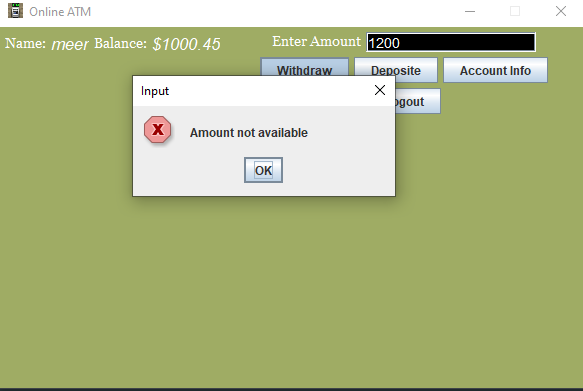 Online ATM
Name: meer Balance: $1000.45
Enter Amount 1200
Withdraw Deposite Account Info
Input
Amount not available
OK